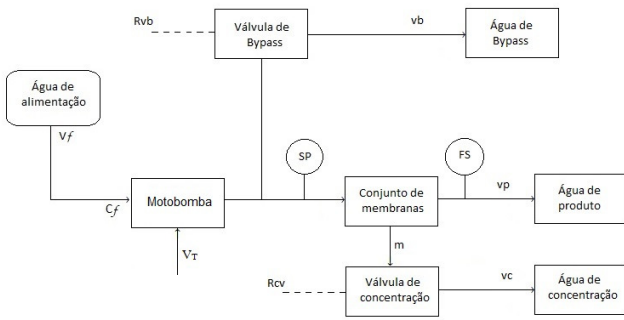 Rvb
Válvula de
Bypass
vb
Água de
Bypass
Água de
alimentação
Vf
SP
FS
Cf
Motobomba
Conjunto de
membranas
vp
Água de
produto
VT
m
Rcv
Válvula de
concentração
vc
Água de
concentração